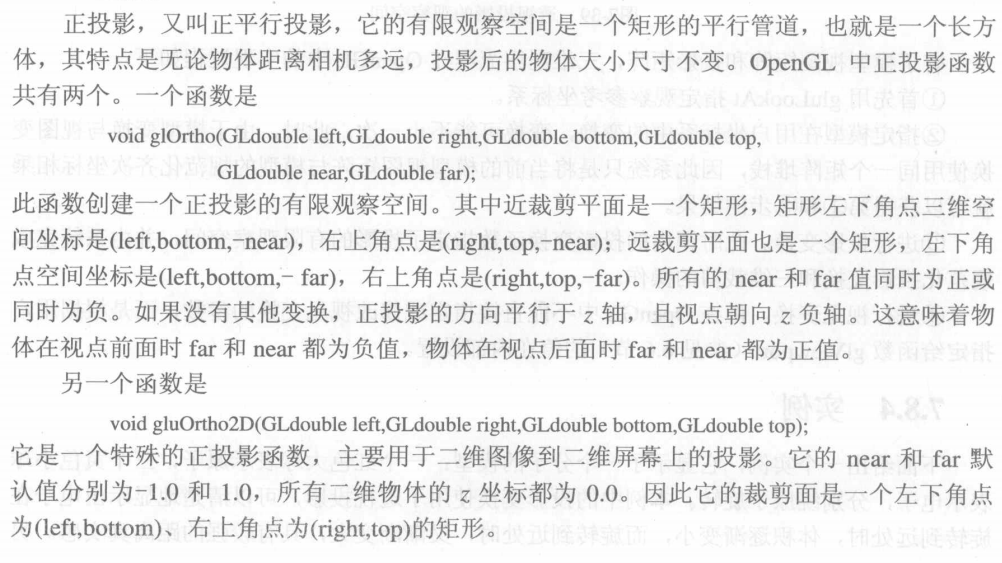 正投影，又叫正平行投影，它的有限观察空间是一个矩形的平行管道，也就是一个长方
体，其特点是无论物体距离相机多远，投影后的物体大小尺寸不变。OpenGL 中正投影函数
共有两个。一个函数是
void glOrtho(GLdouble left,GLdouble right,GLdouble bottom,GLdouble top,
GLdouble near,GLdouble far);
此函数创建一个正投影的有限观察空间。其中近裁剪平面是一个矩形，矩形左下角点三维空
间坐标是(left,bottom,−near)，右上角点是(right,top,−near)；远裁剪平面也是一个矩形，左下角
点空间坐标是(left,bottom,− far)，右上角点是(right,top,−far)。所有的 near 和 far 值同时为正或
同时为负。如果没有其他变换，正投影的方向平行于 Z 轴，且视点朝向 Z 负轴。这意味着物
体在视点前面时 far 和 near 都为负值，物体在视点后面时 far 和near 都为正值。
另一个函数是
void gluOrtho2D(GLdouble left,GLdouble right,GLdouble bottom,GLdouble top);
它是一个特殊的正投影函数，主要用于二维图像到二维屏幕上的投影。它的 near 和 far 默
认值分别为−1.0 和 1.0，所有二维物体的 Z 坐标都为 0.0。因此它的裁剪面是一个左下角点
为(left,bottom)、右上角点为(right,top)的矩形。